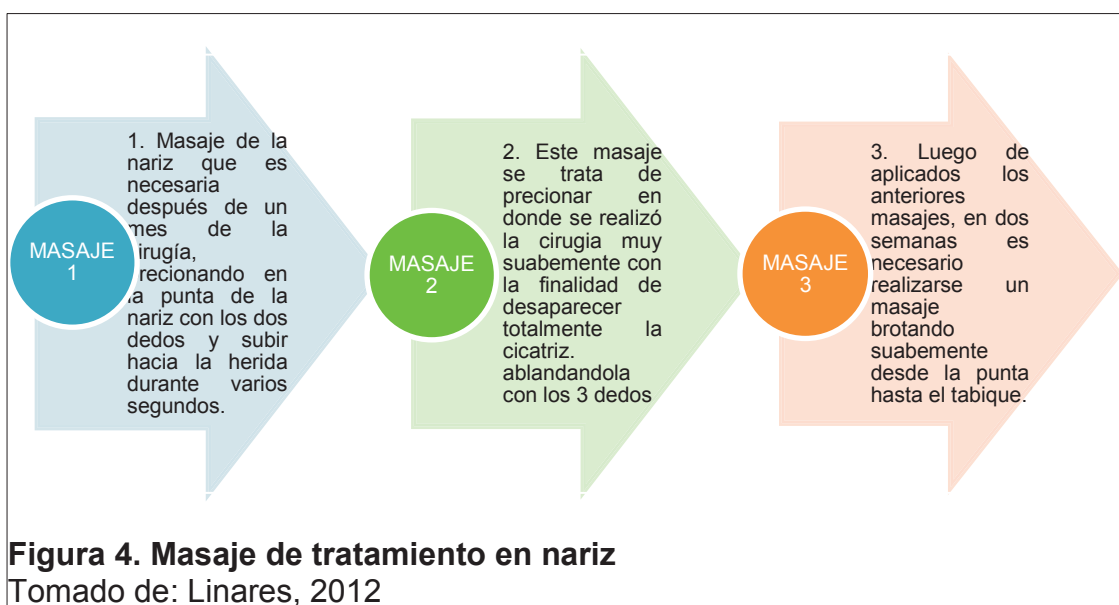 MASAJE
1
1. Masaje de la
nariz que es
necesaria
después de un
mes de la
irugía,
recionando en
la punta de la
nariz con los dos
dedos y subir
hacia la herida
durante varios
segundos.
MASAJE
2
2. Este masaje
se trata de
precionar en
donde se realizó
la cirugia muy
suabemente con
la finalidad de
desaparecer
totalmente la
cicatriz.
ablandandola
con los 3 dedos
MASAJE
3
3. Luego de
aplicados los
anteriores
masajes, en dos
semanas es
necesario
realizarse un
masaje
brotando
suabemente
desde la punta
hasta el tabique.
Figura 4. Masaje de tratamiento en nariz
Tomado de: Linares, 2012